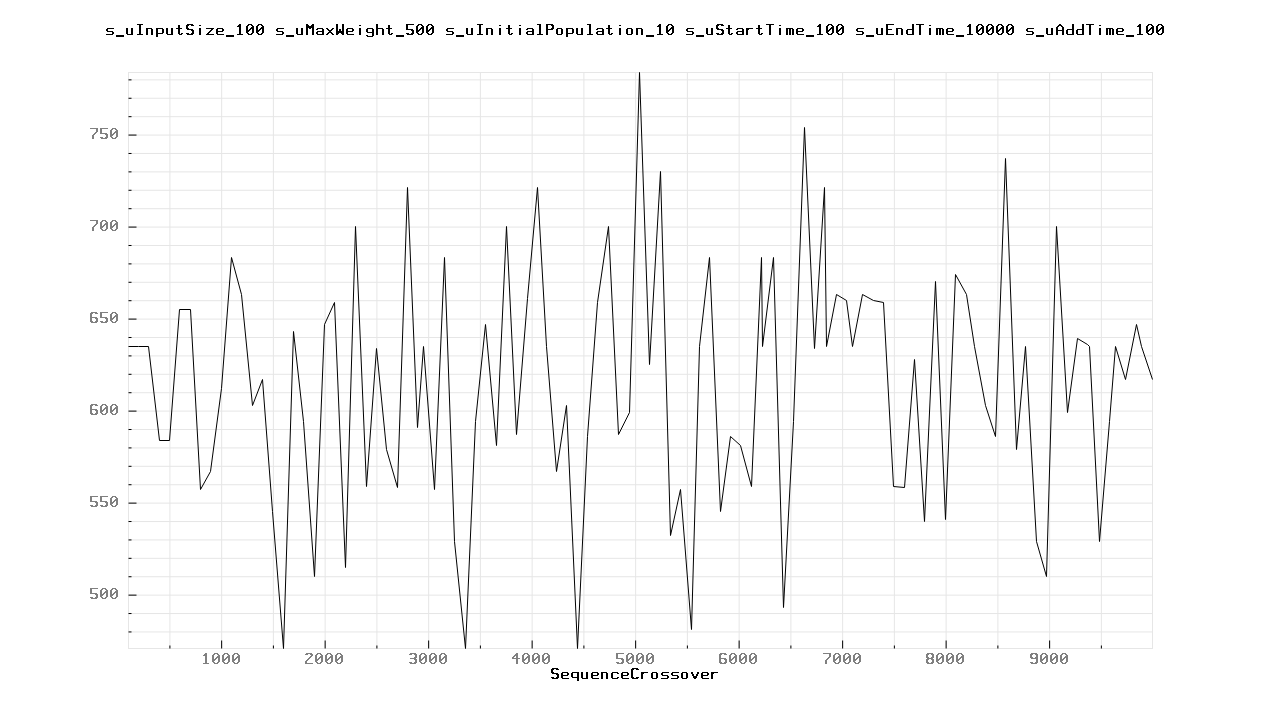 s_uInputSize_100 s_uMaxWeight_500 s_uInitialPopulation_10 s_uStartTime_100 s_uEndTime_10000 s_uAddTime_100
750
700
650
600
550
500
1000 2000 3000 4000 5000 6000 7000 8000 9000
SequenceCrossover